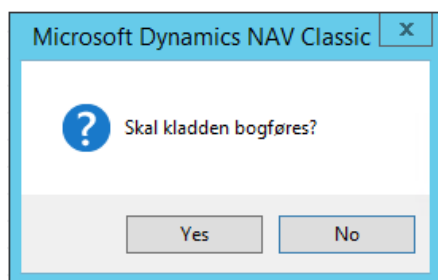 Microsoft Dynamics NAV Classic
Skal kladden bogføres?
Yes
No